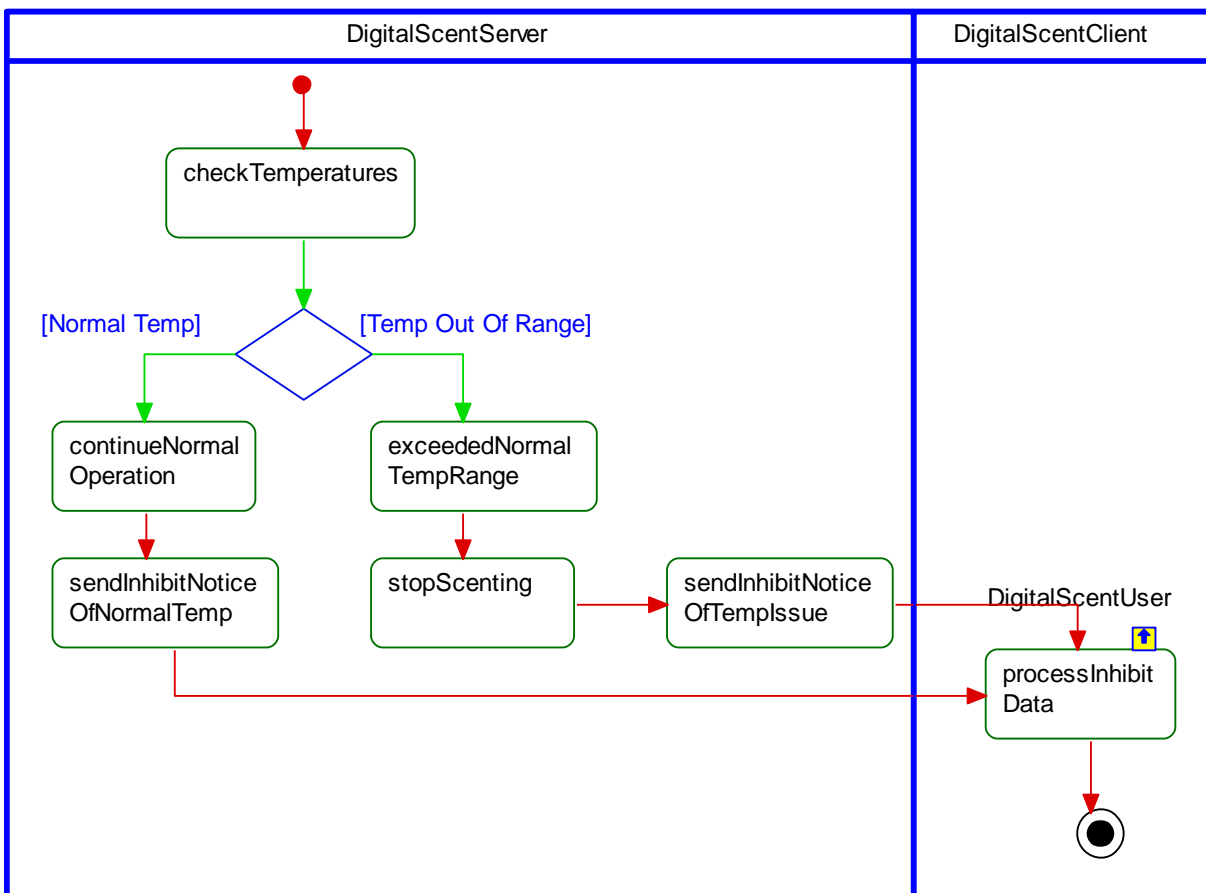 DigitalScentServer
DigitalScentClient
checkTemperatures
[Normal Temp]
[Temp Out Of Range]
continueNormal
Operation
exceededNormal
TempRange
sendInhibitNotice
OfNormalTemp
stopScenting
sendInhibitNotice
OfTempIssue
DigitalScentUser
processInhibit
Data